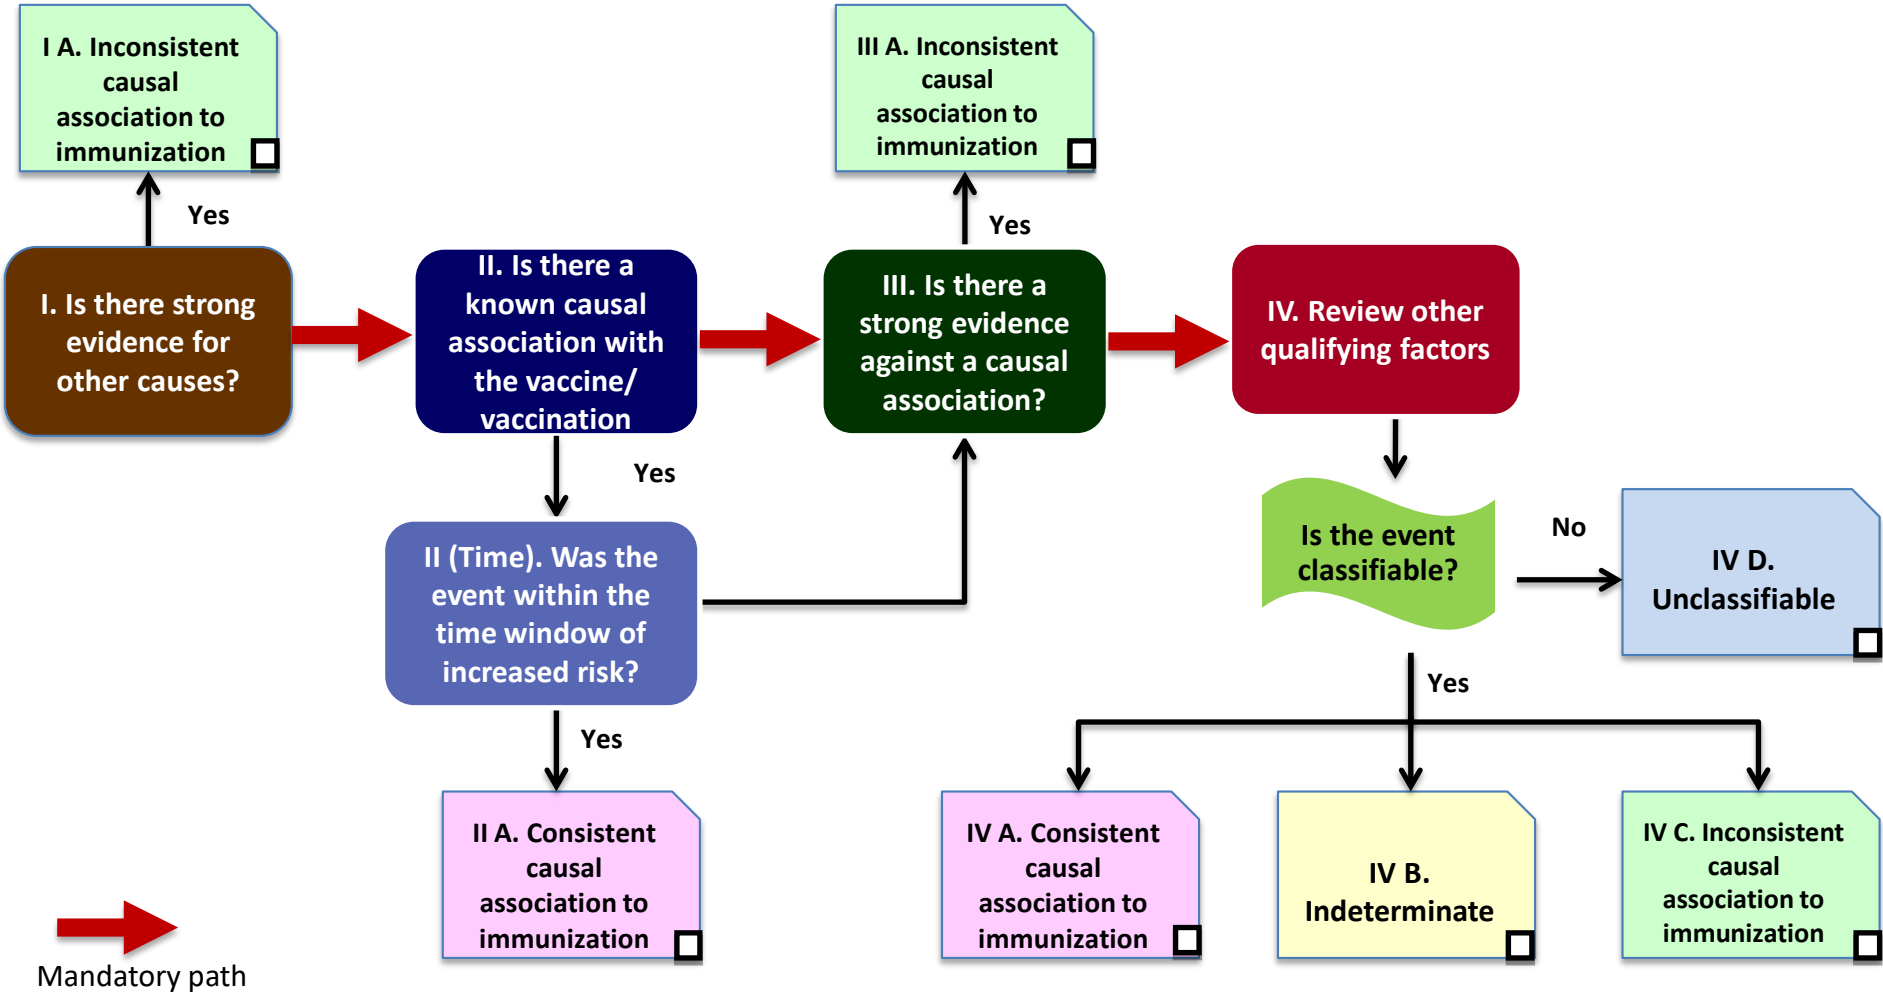 I A. Inconsistent
causal
association to
immunization
III A. Inconsistent
causal
association to
immunization
Yes
Yes
I. Is there strong
evidence for
other causes?
II. Is there a
known causal
association with
the vaccine/
vaccination
III. Is there a
strong evidence
against a causal
association?
IV. Review other
qualifying factors
Yes
II (Time). Was the
event within the
time window of
increased risk?
Is the event
classifiable?
No
IV D.
Unclassifiable
Yes
Yes
II A. Consistent
causal
association to
immunization
IV A. Consistent
causal
association to
immunization
IV B.
Indeterminate
IV C. Inconsistent
causal
association to
immunization
Mandatory path